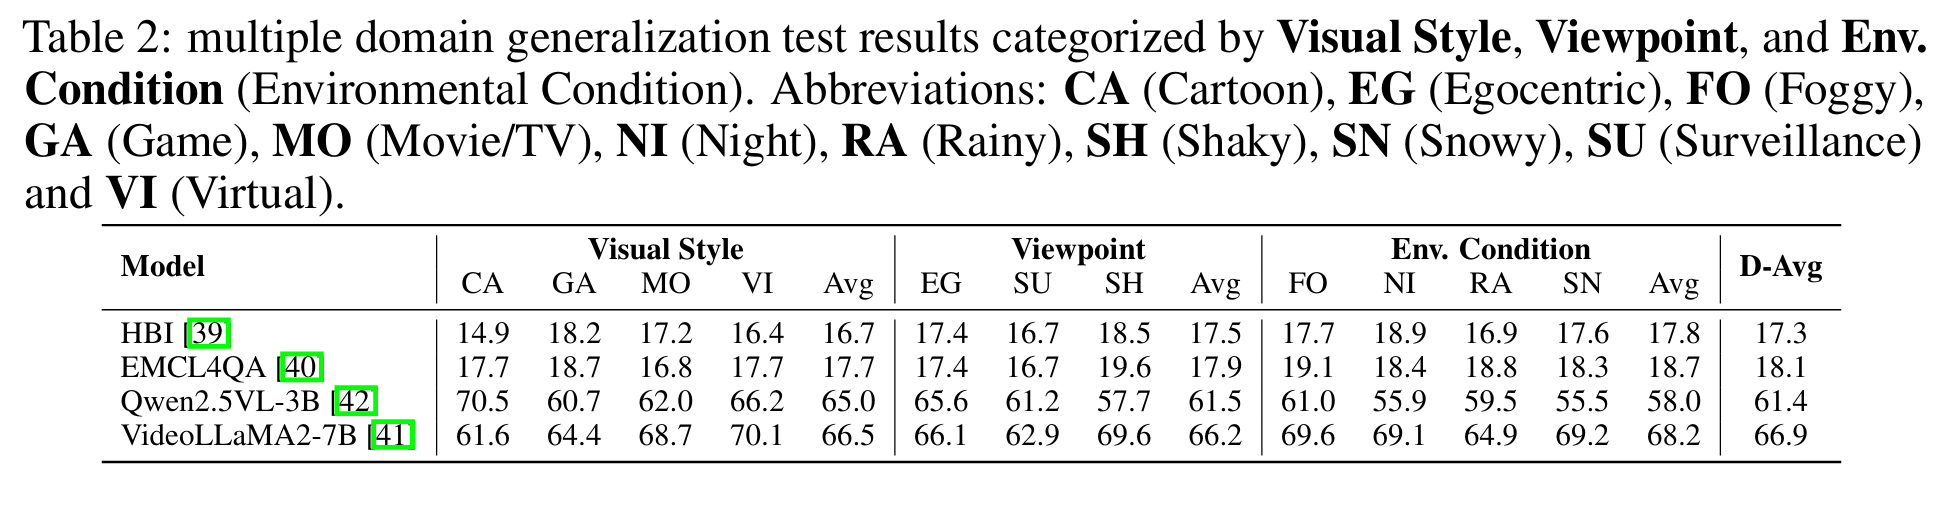 Table 2: multiple domain generalization test results categorized by Visual Style, Viewpoint, and Env.
Condition (Environmental Condition). Abbreviations: CA (Cartoon), EG (Egocentric), FO (Foggy),
GA (Game), MO (Movie/TV), NI (Night), RA (Rainy), SH (Shaky), SN (Snowy), SU (Surveillance)
and VI (Virtual).
Model Visual Style Viewpoint Env. Condition D-Avg
CA GA MO VI Avg EG SU SH Avg FO NI RA SN Avg
HBI [39] 14.9 18.2 17.2 16.4 16.7 17.4 16.7 18.5 17.5 17.7 18.9 16.9 17.6 17.8 17.3
EMCL4QA [40] 17.7 18.7 16.8 17.7 17.7 17.4 16.7 19.6 17.9 19.1 18.4 18.8 18.3 18.7 18.1
Qwen2.5VL-3B [42] 70.5 60.7 62.0 66.2 65.0 65.6 61.2 57.7 61.5 61.0 55.9 59.5 55.5 58.0 61.4
VideoLLaMA2-7B [41] 61.6 64.4 68.7 70.1 66.5 66.1 62.9 69.6 66.2 69.6 69.1 64.9 69.2 68.2 66.9